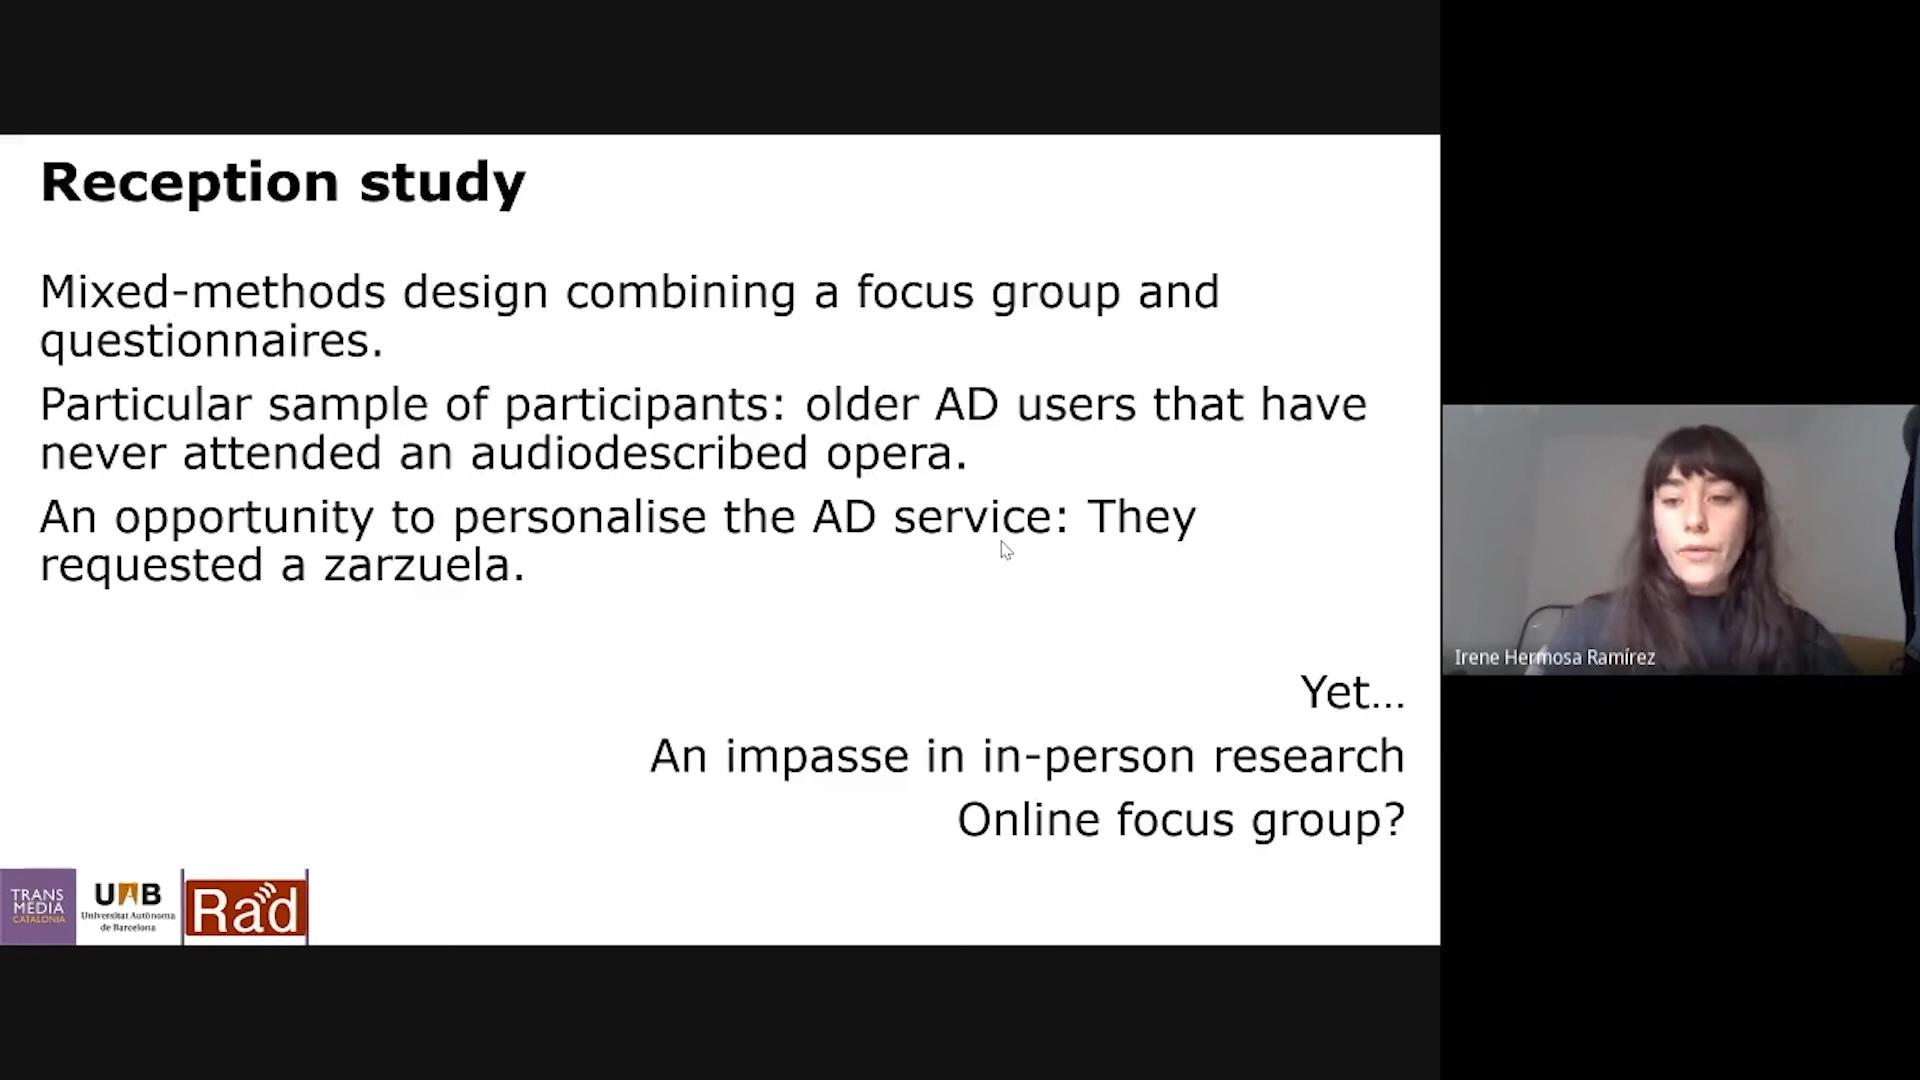 Reception study
Mixed-methods design combining a focus group and
questionnaires.
Particular sample of participants: older AD users that have
never attended an audiodescribed opera.
An opportunity to personalise the AD service: They
requested a zarzuela.
Yet...
An impasse in in-person research
Online focus group?
TRANS
MEDIA
CATALONIA
UAB
Universitat Autònoma
de Barcelona
Rad
Irene Hermosa Ramírez